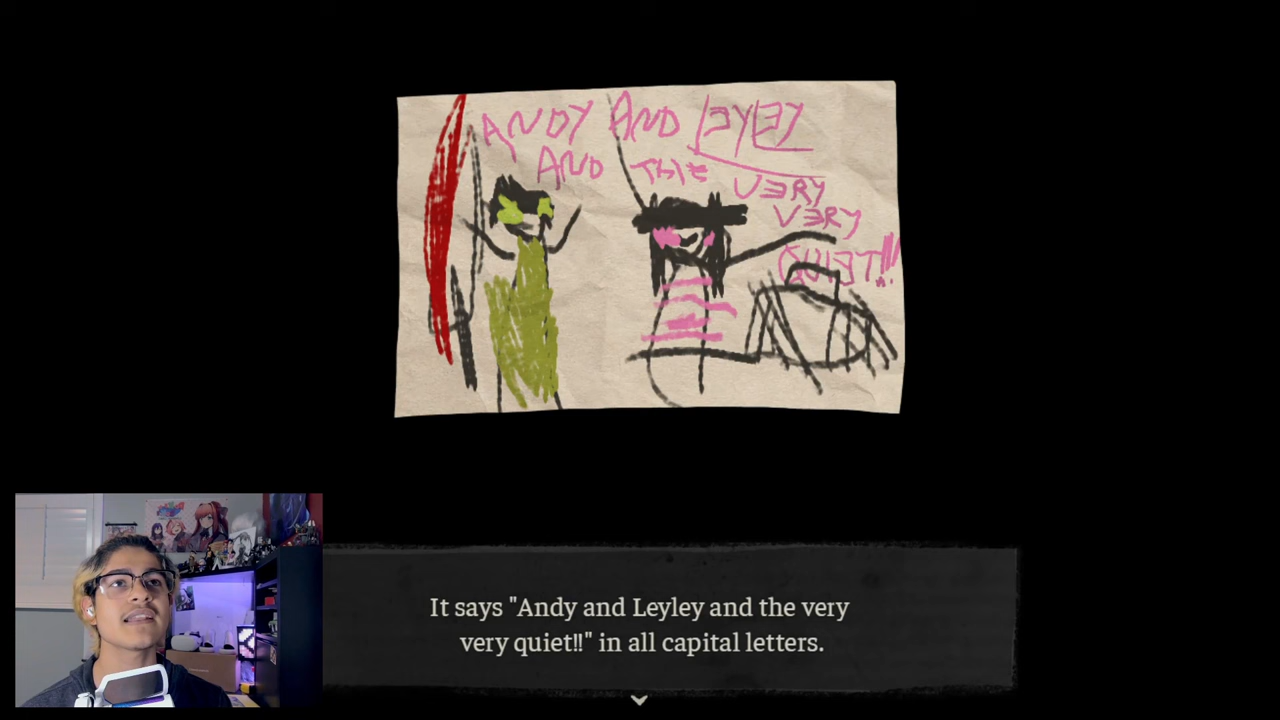 ANDY AND LEYLEY
AND THE VERY
VERY
QUIET!!!
It says "Andy and Leyley and the very
very quiet!!" in all capital letters.